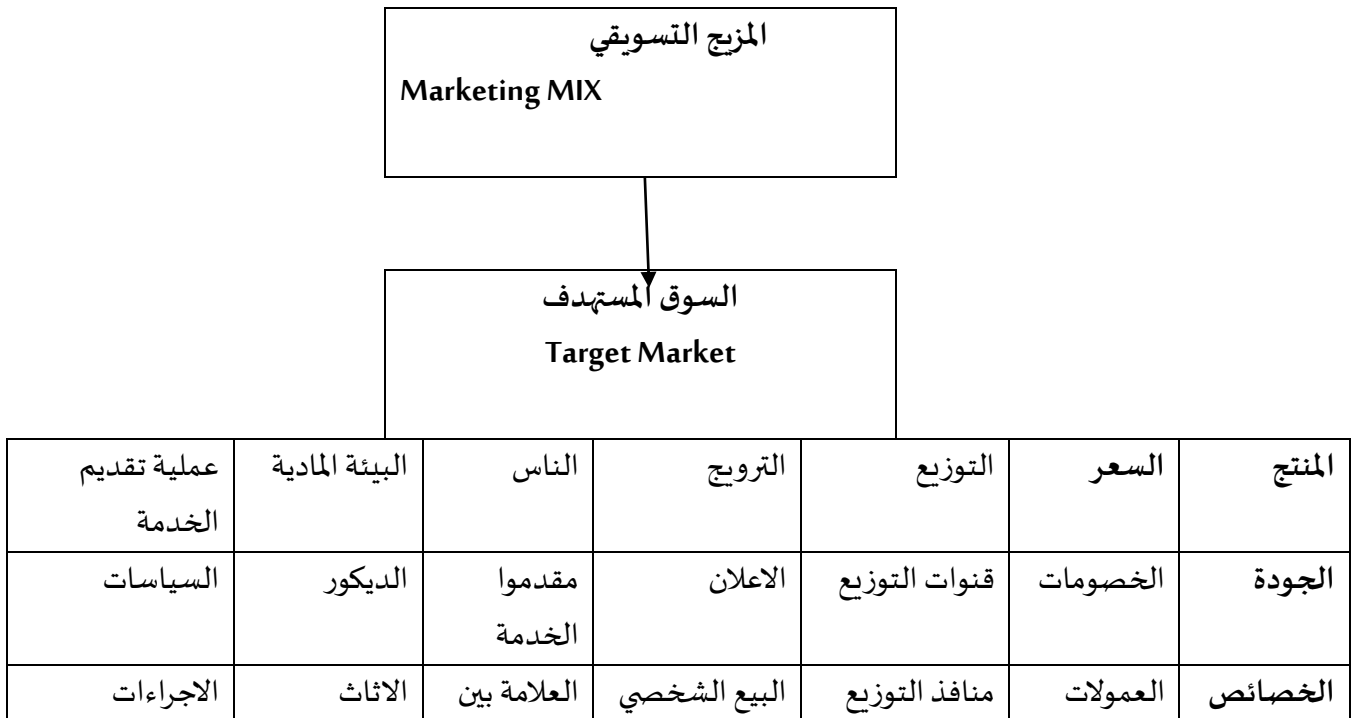 المزيج التسويقي
Marketing MIX
السوق المستهدف
Target Market
المنتج السعر التوزيع الترويج الناس البيئة المادية عملية تقديم
الخدمة
الجودة الخصومات قنوات التوزيع الاعلان مقدموا السياسات الديكور
الخدمة
الخصائص العمولات منافذ التوزيع البيع الشخصي العلامة بين الاثاث الاجراءات